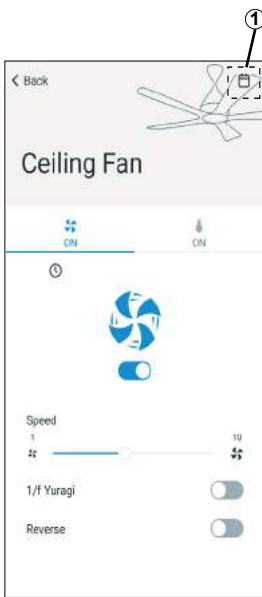 ①
< Back
Ceiling Fan
ON ON
Speed
1 10
1/f Yuragi
Reverse